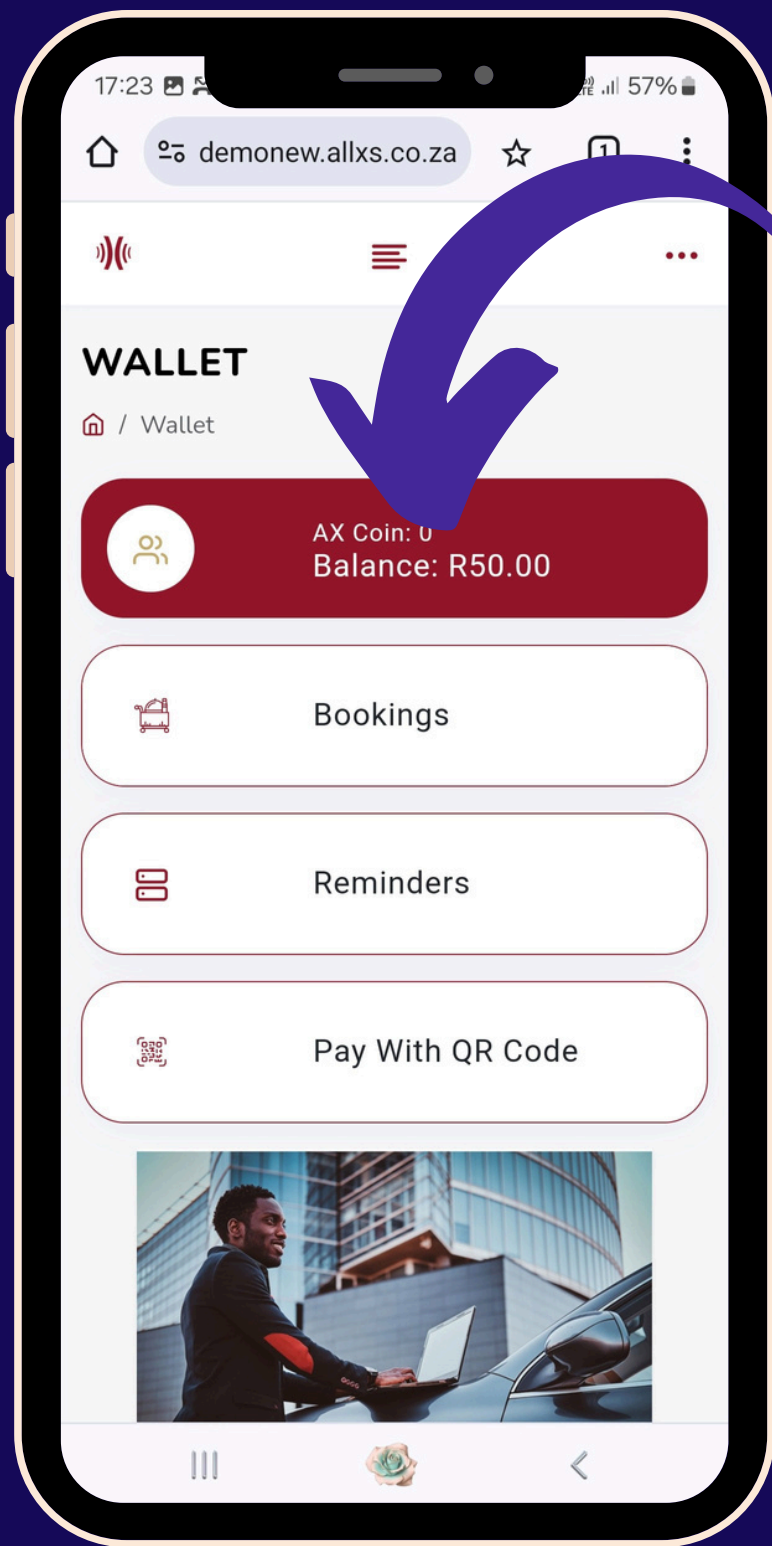 17:23
57%
demonew.allxs.co.za
1
WALLET
/ Wallet
AX Coin: 0
Balance: R50.00
Bookings
Reminders
Pay With QR Code